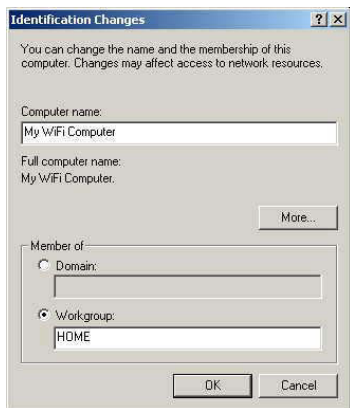 Identification Changes
You can change the name and the membership of this
computer. Changes may affect access to network resources.
Computer name:
My WiFi Computer
Full computer name:
My WiFi Computer.
More...
Member of
Domain:
Workgroup:
HOME
OK Cancel